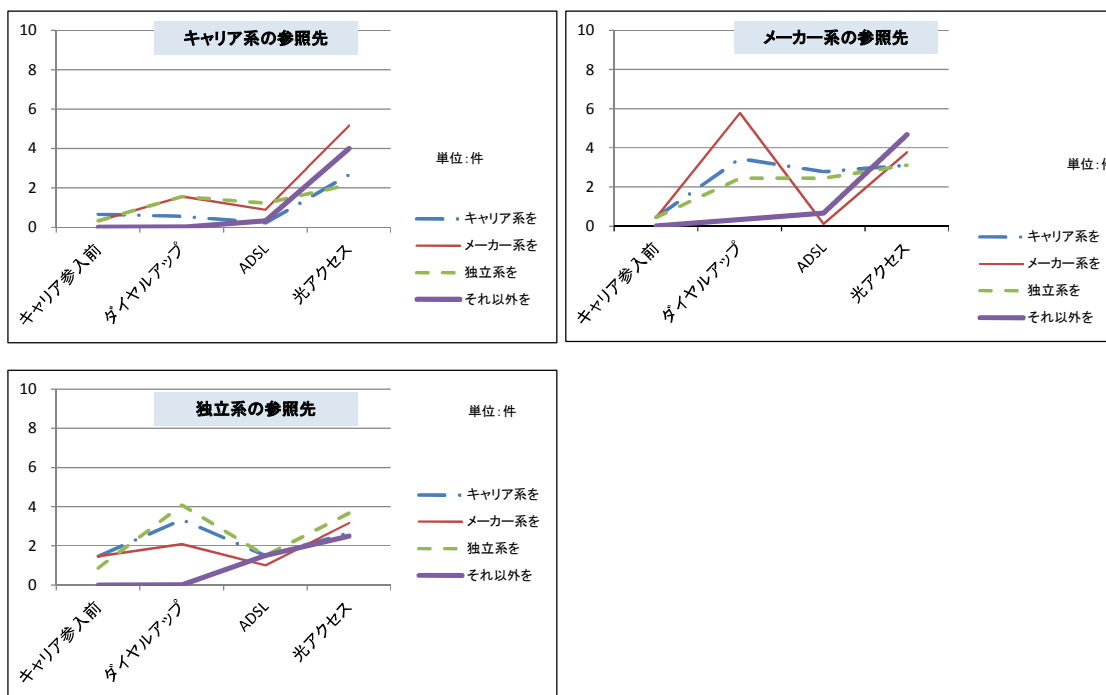 キャリア系の参照先
10
8
6
4
2
0
単位:件
キャリア系を
メーカー系を
独立系を
それ以外を
キャリア参入前
ダイヤルアップ
ADSL
光アクセス
メーカー系の参照先
10
8
6
4
2
0
単位:件
キャリア系を
メーカー系を
独立系を
それ以外を
キャリア参入前
ダイヤルアップ
ADSL
光アクセス
独立系の参照先
10
8
6
4
2
0
単位:件
キャリア系を
メーカー系を
独立系を
それ以外を
キャリア参入前
ダイヤルアップ
ADSL
光アクセス